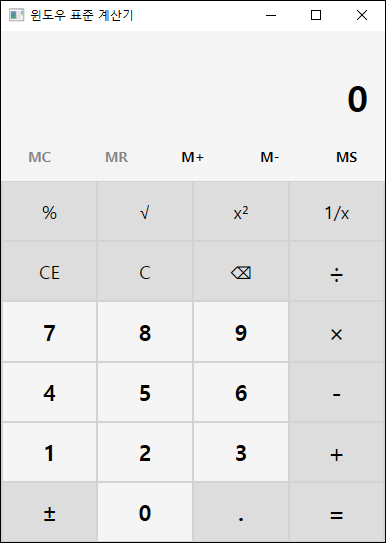 윈도우 표준 계산기
0
MC MR M+ M- MS
% √ x² 1/x
CE C ⌫ ÷
7 8 9 ×
4 5 6 -
1 2 3 +
± 0 . =